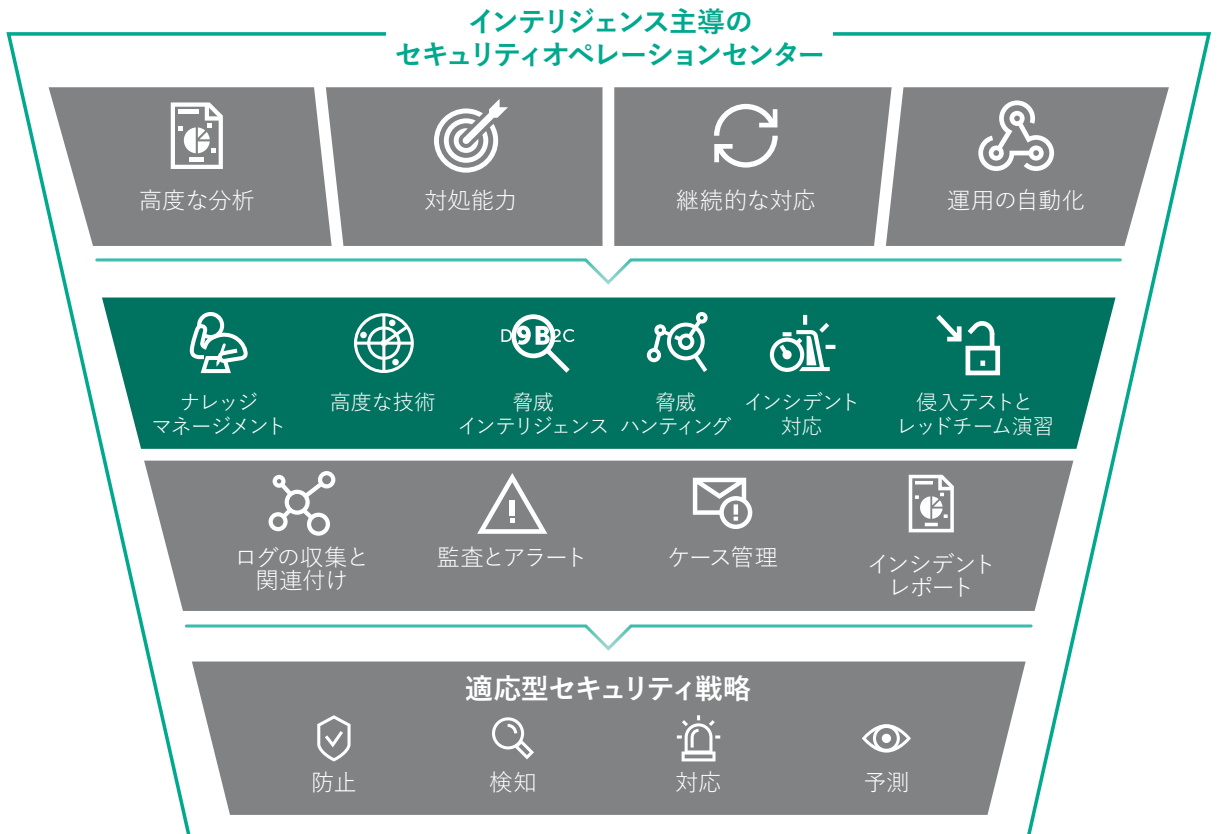 インテリジェンス主導の
セキュリティオペレーションセンター
高度な分析
対処能力
継続的な対応
運用の自動化
D9B2C
ナレッジ
マネージメント
高度な技術
脅威
インテリジェンス
脅威
ハンティング
インシデント
対応
侵入テストと
レッドチーム演習
ログの収集と
関連付け
監査とアラート
ケース管理
インシデント
レポート
適応型セキュリティ戦略
防止
検知
対応
予測